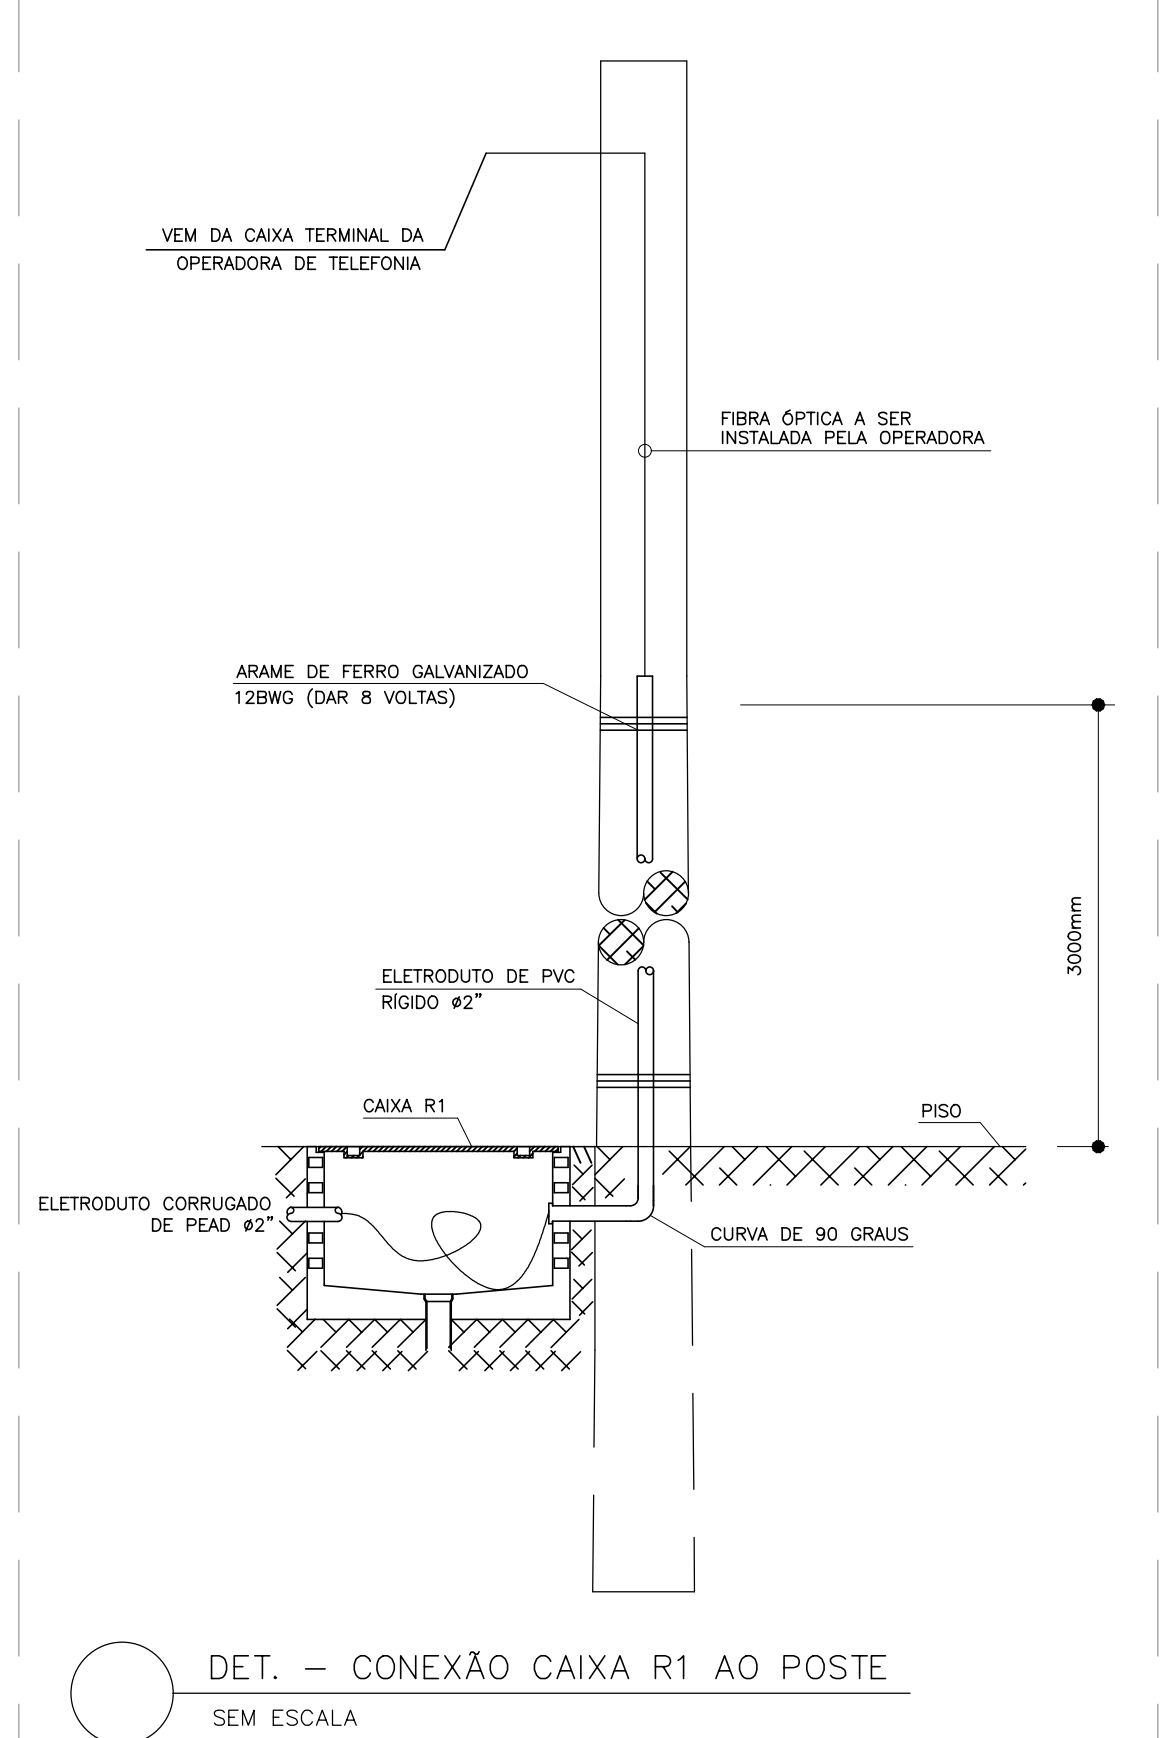 VEM DA CAIXA TERMINAL DA
OPERADORA DE TELEFONIA
FIBRA ÓPTICA A SER
INSTALADA PELA OPERADORA
ARAME DE FERRO GALVANIZADO
12BWG (DAR 8 VOLTAS)
3000mm
ELETRODUTO DE PVC
RÍGIDO ø2”
CAIXA R1
PISO
ELETRODUTO CORRUGADO
DE PEAD ø2”
CURVA DE 90 GRAUS
DET. – CONEXÃO CAIXA R1 AO POSTE
SEM ESCALA